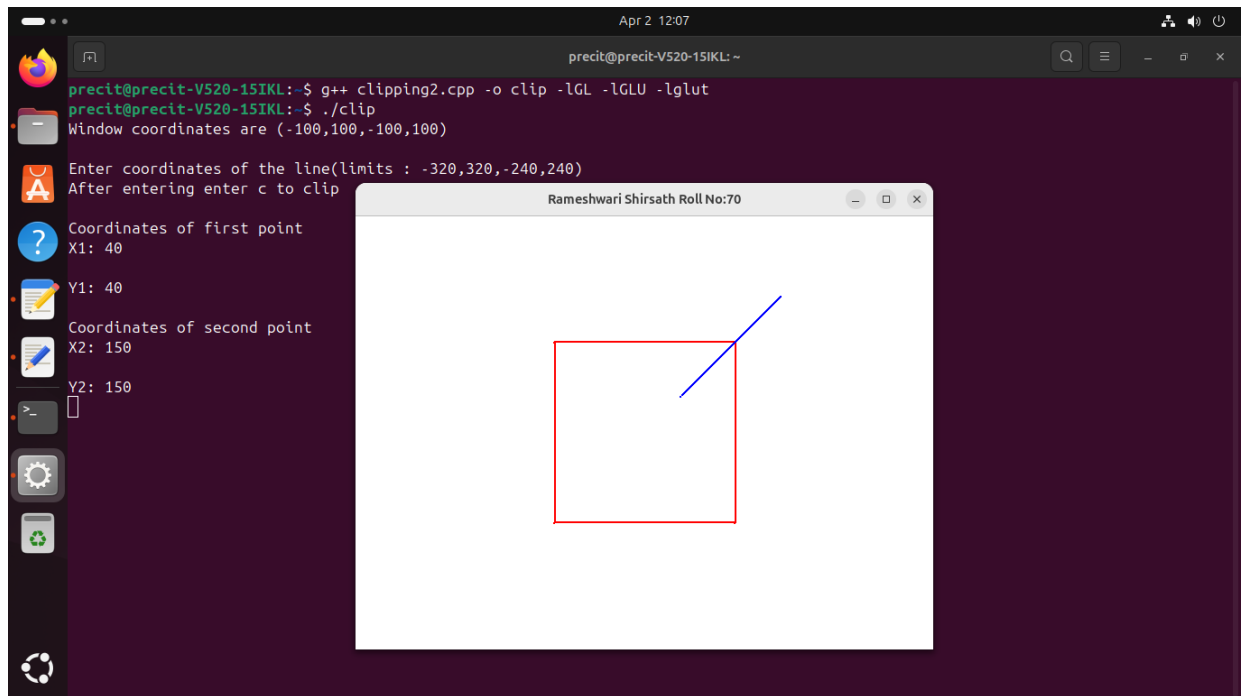 Apr 2 12:07
precit@precit-V520-15IKL: ~
precit@precit-V520-15IKL:~$ g++ clipping2.cpp -o clip -lGL -lGLU -lglut
precit@precit-V520-15IKL:~$ ./clip
Window coordinates are (-100,100,-100,100)
Enter coordinates of the line(limits : -320,320,-240,240)
After entering enter c to clip
Rameshwari Shirsath Roll No:70
Coordinates of first point
X1: 40
Y1: 40
Coordinates of second point
X2: 150
Y2: 150